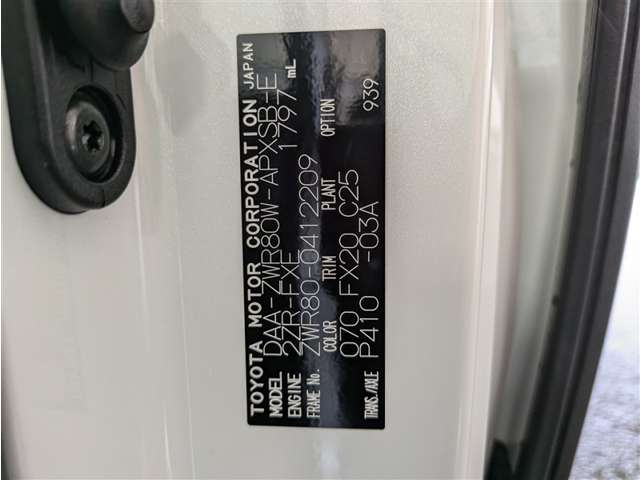 TOYOTA MOTOR CORPORATION JAPAN
MODEL DAA-ZWR80W-APXSB-E
ENGINE 2ZR-FXE 1797 mL
FRAME No. ZWR80-0412209
COLOR TRIM PLANT OPTION
070 FX20 C25 939
TRANS./AXLE P410 -03A